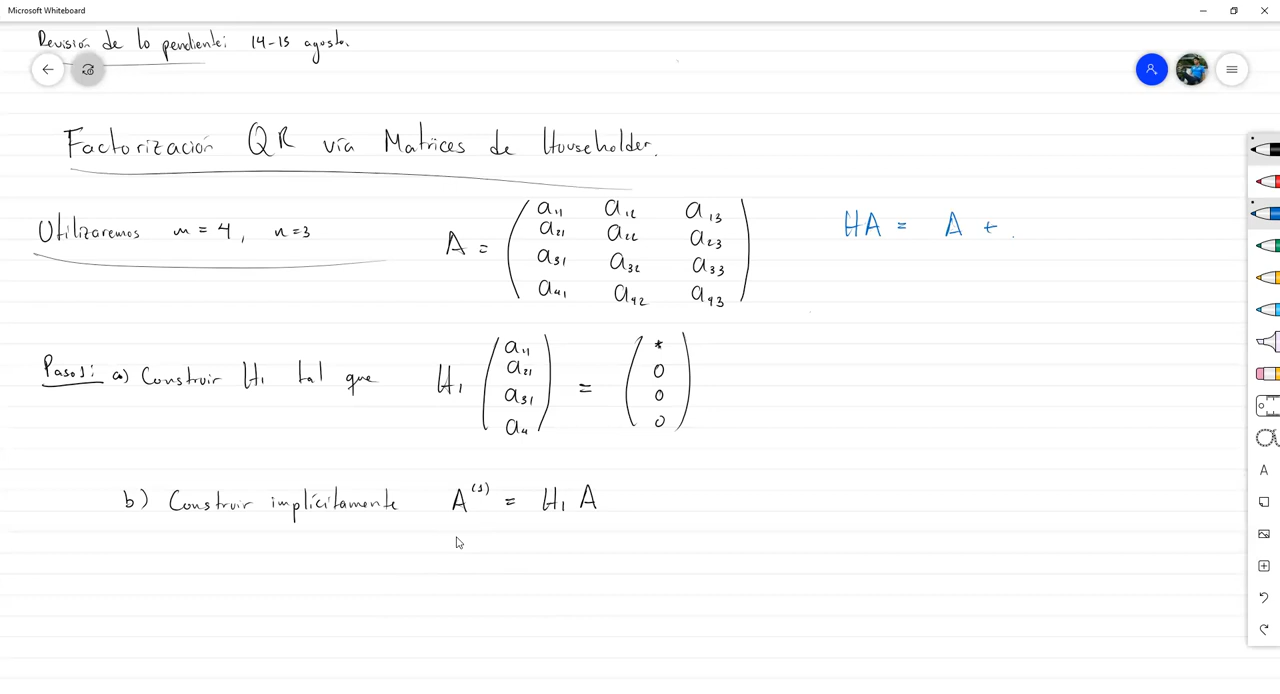 Microsoft Whiteboard
Revisión de lo pendiente: 14-15 agosto.
Factorización QR vía Matrices de Householder.
Utilizaremos m = 4, n = 3
A = ( a11 a12 a13
a21 a22 a23
a31 a32 a33
a41 a42 a43 )
HA = A + .
Paso1: a) Construir H1 tal que H1 ( a11 a21 a31 a41 ) = ( * 0 0 0 )
b) Construir implícitamente A^(1) = H1 A
A